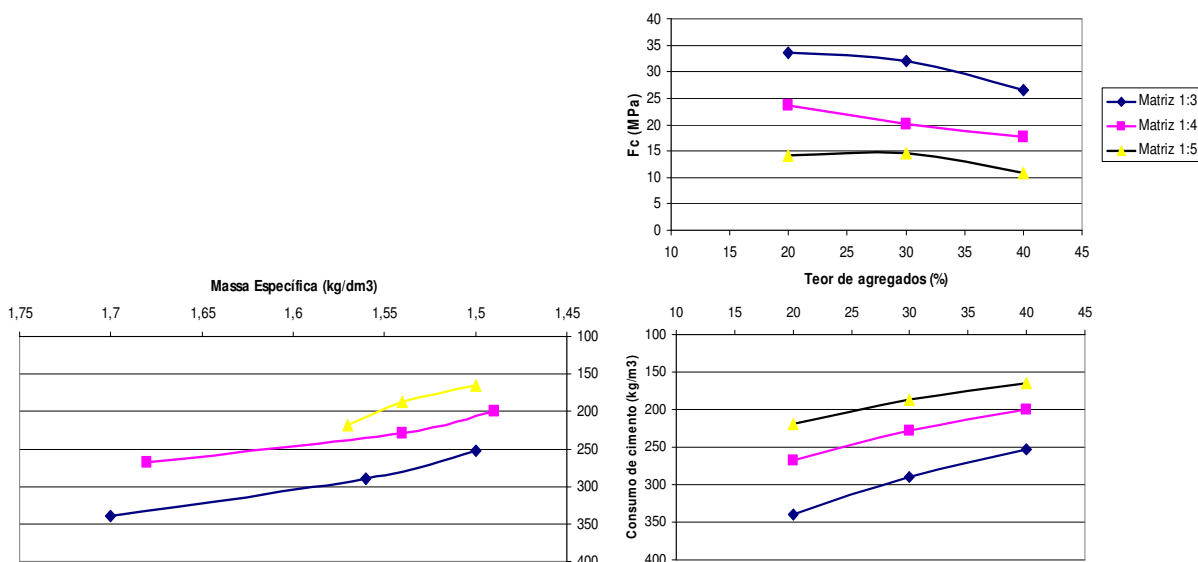 40
35
30
25
20
15
10
5
0
Fc (MPa)
10 15 20 25 30 35 40 45
Teor de agregados (%)
Matriz 1:3
Matriz 1:4
Matriz 1:5
Massa Específica (kg/dm3)
1,75 1,7 1,65 1,6 1,55 1,5 1,45
100
150
200
250
300
350
400
10 15 20 25 30 35 40 45
100
150
200
250
300
350
400
Consumo de cimento (kg/m3)